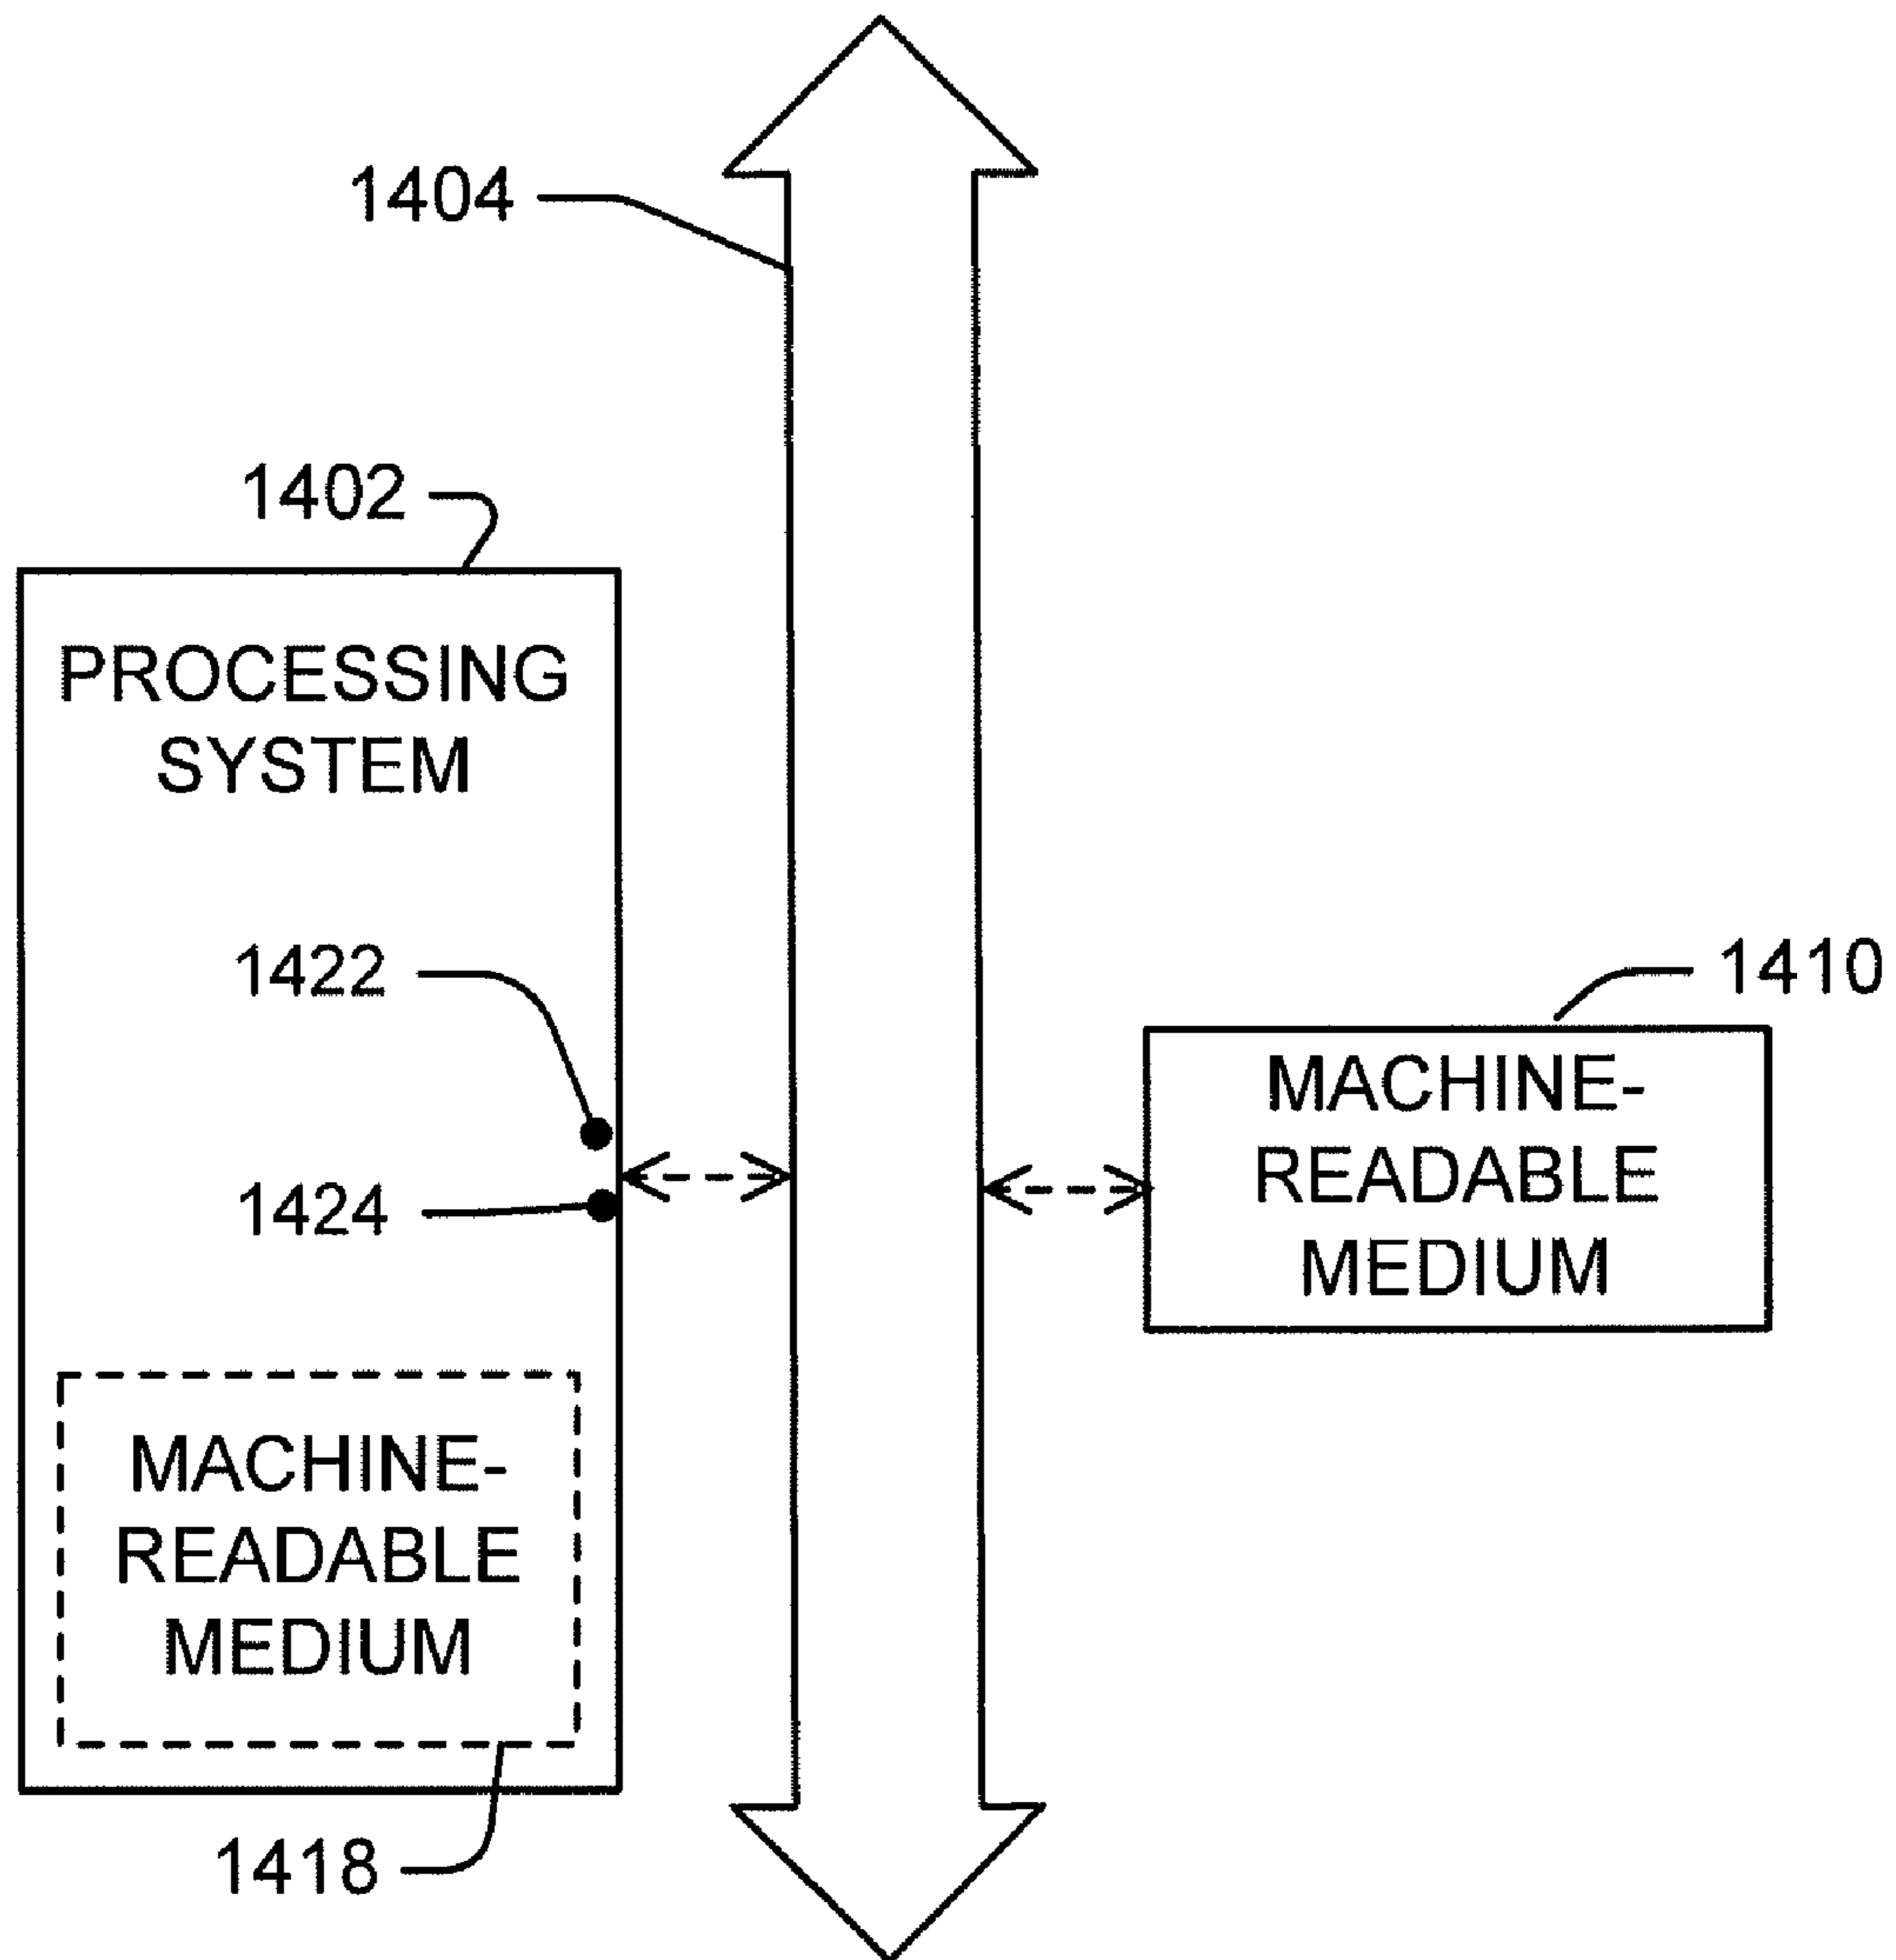 1404
1402
PROCESSING
SYSTEM
1422
1424
MACHINE-
READABLE
MEDIUM
1418
1410
MACHINE-
READABLE
MEDIUM